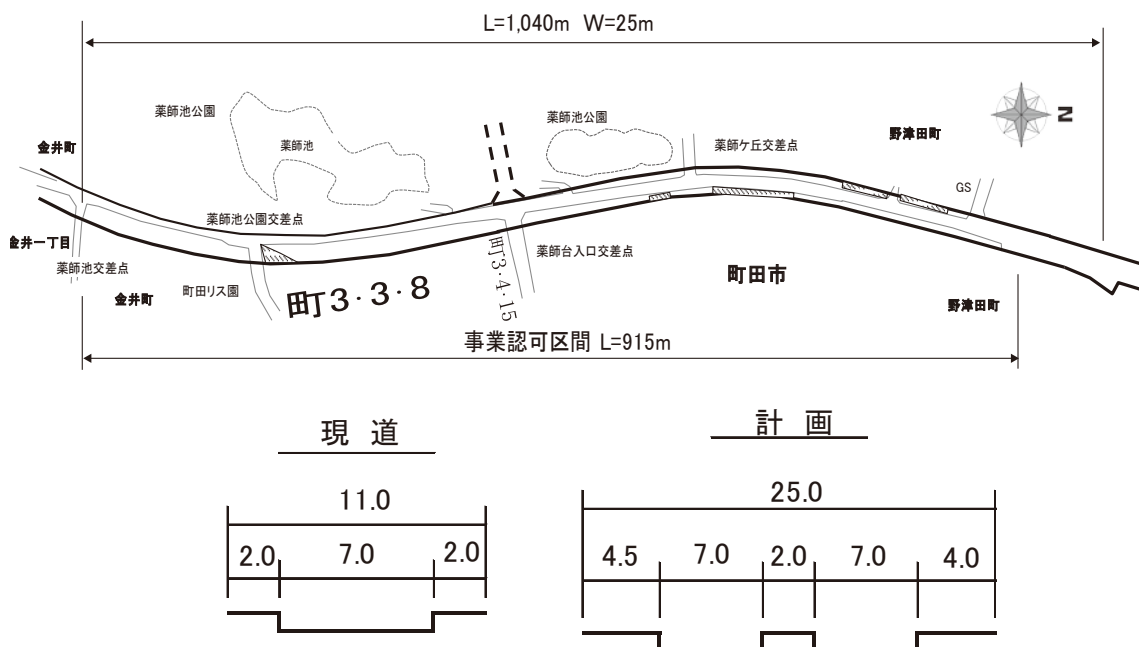 L=1,040m W=25m
薬師池公園
薬師池公園
N
金井町
薬師池
薬師ケ丘交差点
野津田町
GS
薬師池公園交差点
金井一丁目
薬師池交差点
町3・4・15
薬師台入口交差点
金井町
町田リス園
町3・3・8
町田市
野津田町
事業認可区間 L=915m
現 道
計 画
11.0
25.0
2.0 7.0 2.0
4.5 7.0 2.0 7.0 4.0